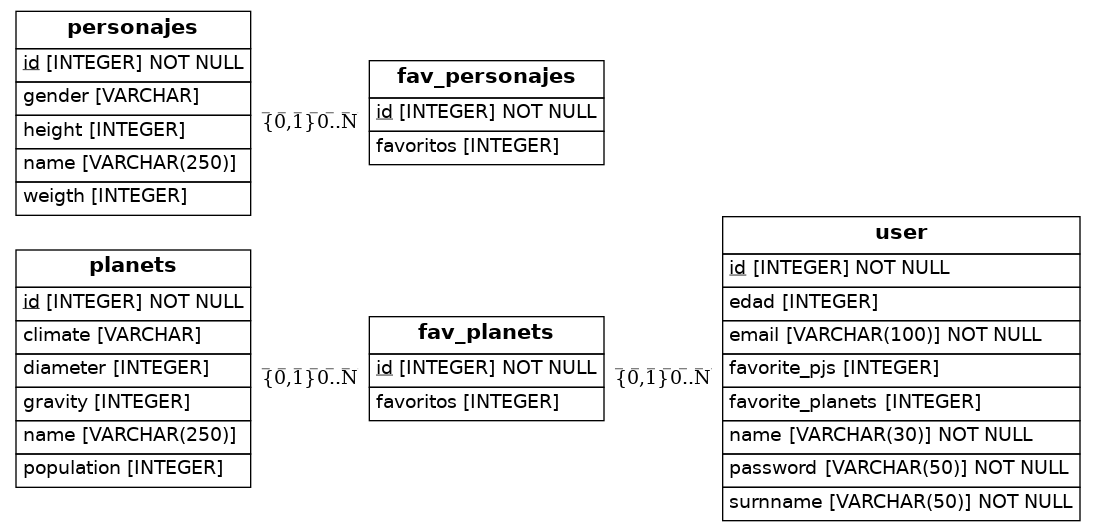 personajes
id [INTEGER] NOT NULL
gender [VARCHAR]
height [INTEGER]
name [VARCHAR(250)]
weigth [INTEGER]
{0,1} 0..N
fav_personajes
id [INTEGER] NOT NULL
favoritos [INTEGER]
planets
id [INTEGER] NOT NULL
climate [VARCHAR]
diameter [INTEGER]
gravity [INTEGER]
name [VARCHAR(250)]
population [INTEGER]
{0,1} 0..N
fav_planets
id [INTEGER] NOT NULL
favoritos [INTEGER]
{0,1} 0..N
user
id [INTEGER] NOT NULL
edad [INTEGER]
email [VARCHAR(100)] NOT NULL
favorite_pjs [INTEGER]
favorite_planets [INTEGER]
name [VARCHAR(30)] NOT NULL
password [VARCHAR(50)] NOT NULL
surnname [VARCHAR(50)] NOT NULL